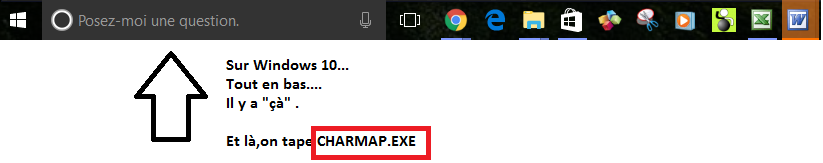 Posez-moi une question.
Sur Windows 10...
Tout en bas....
Il y a "çà" .
Et là,on tape CHARMAP.EXE